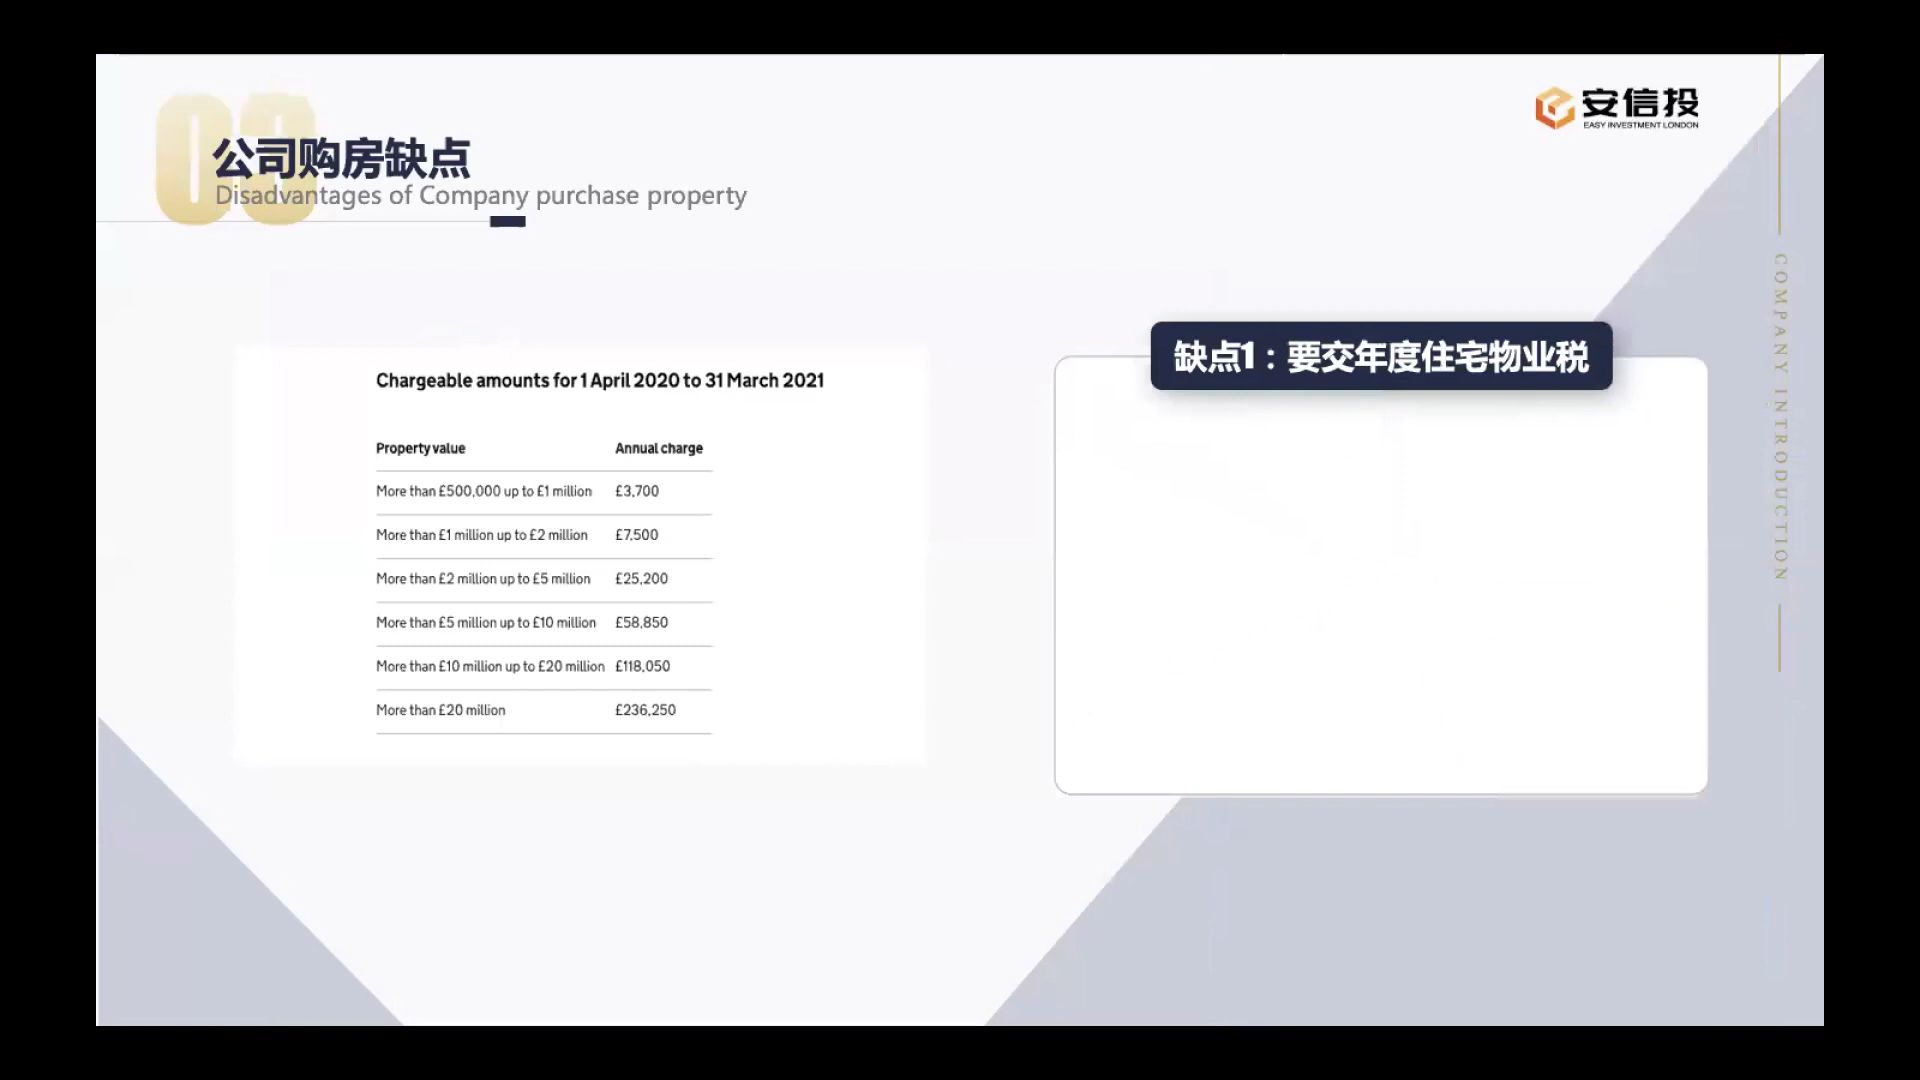 03
公司购房缺点
Disadvantages of Company purchase property
安信投
EASY INVESTMENT LONDON
Chargeable amounts for 1 April 2020 to 31 March 2021
Property value Annual charge
More than £500,000 up to £1 million £3,700
More than £1 million up to £2 million £7,500
More than £2 million up to £5 million £25,200
More than £5 million up to £10 million £58,850
More than £10 million up to £20 million £118,050
More than £20 million £236,250
缺点1：要交年度住宅物业税
COMPANY INTRODUCTION